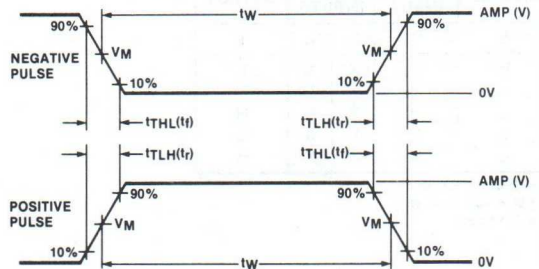 tW
AMP (V)
90%
90%
NEGATIVE
PULSE
VM
VM
10%
10%
0V
tTHL(tf)
tTLH(tr)
tTLH(tr)
tTHL(tf)
AMP (V)
90%
90%
POSITIVE
PULSE
VM
VM
10%
10%
tW
0V